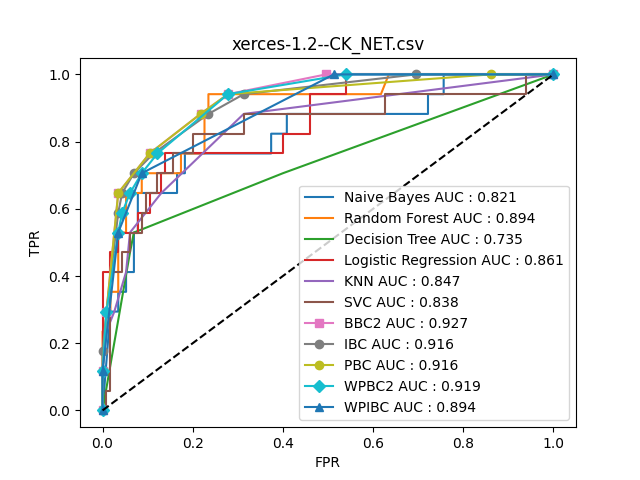 xerces-1.2--CK_NET.csv
TPR
1.0
0.8
0.6
0.4
0.2
0.0
Naive Bayes AUC : 0.821
Random Forest AUC : 0.894
Decision Tree AUC : 0.735
Logistic Regression AUC : 0.861
KNN AUC : 0.847
SVC AUC : 0.838
BBC2 AUC : 0.927
IBC AUC : 0.916
PBC AUC : 0.916
WPBC2 AUC : 0.919
WPIBC AUC : 0.894
0.0 0.2 0.4 0.6 0.8 1.0
FPR